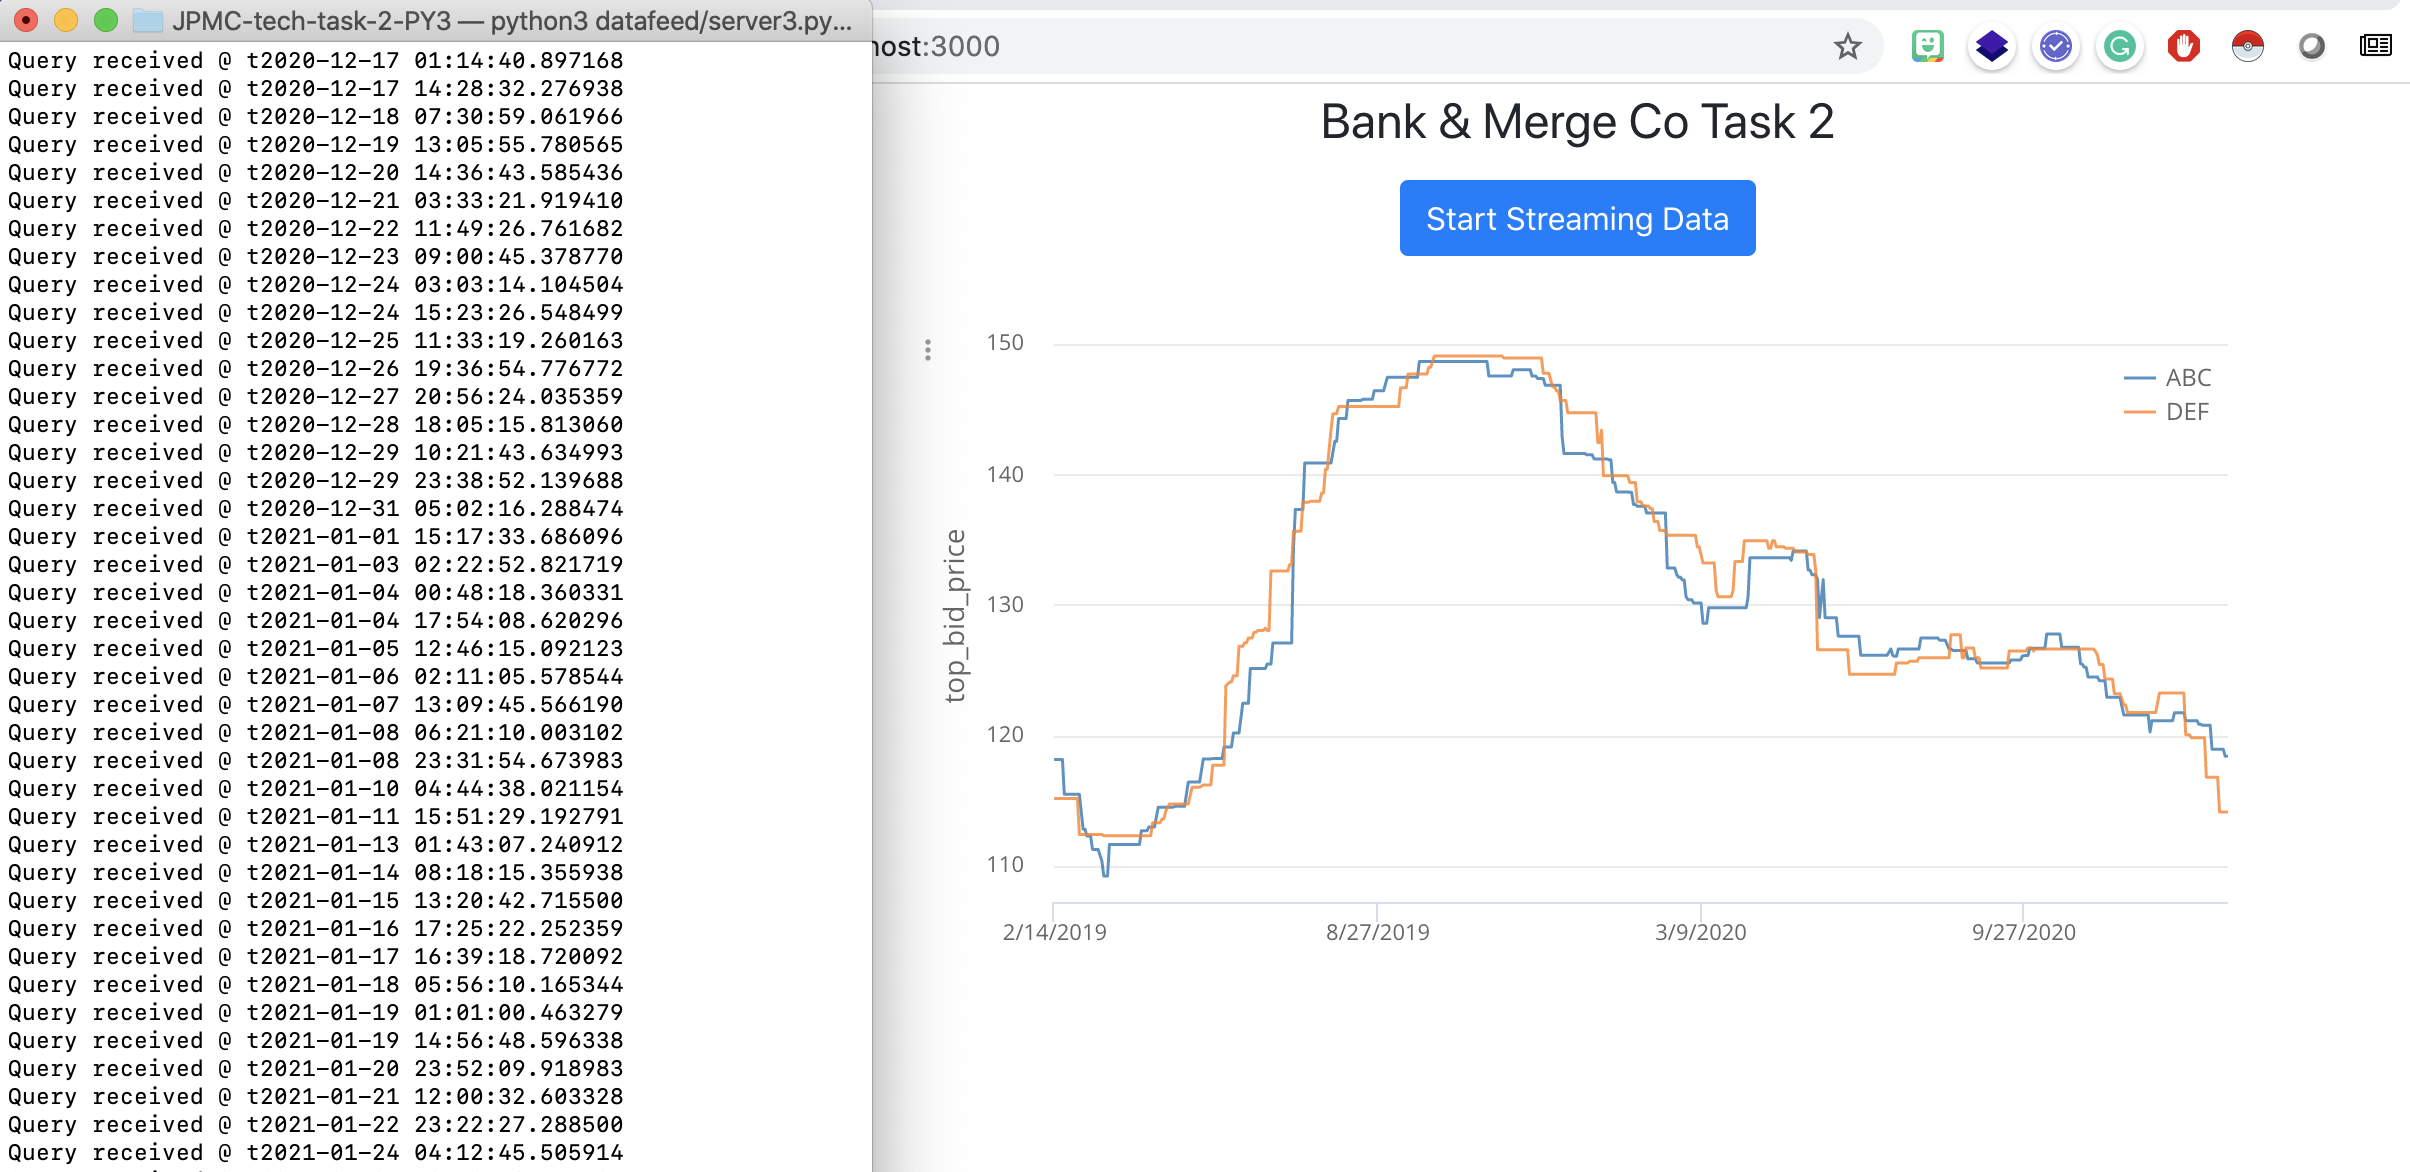 JPMC-tech-task-2-PY3 — python3 datafeed/server3.py...
Query received @ t2020-12-17 01:14:40.897168
Query received @ t2020-12-17 14:28:32.276938
Query received @ t2020-12-18 07:30:59.061966
Query received @ t2020-12-19 13:05:55.780565
Query received @ t2020-12-20 14:36:43.585436
Query received @ t2020-12-21 03:33:21.919410
Query received @ t2020-12-22 11:49:26.761682
Query received @ t2020-12-23 09:00:45.378770
Query received @ t2020-12-24 03:03:14.104504
Query received @ t2020-12-24 15:23:26.548499
Query received @ t2020-12-25 11:33:19.260163
Query received @ t2020-12-26 19:36:54.776772
Query received @ t2020-12-27 20:56:24.035359
Query received @ t2020-12-28 18:05:15.813060
Query received @ t2020-12-29 10:21:43.634993
Query received @ t2020-12-29 23:38:52.139688
Query received @ t2020-12-31 05:02:16.288474
Query received @ t2021-01-01 15:17:33.686096
Query received @ t2021-01-03 02:22:52.821719
Query received @ t2021-01-04 00:48:18.360331
Query received @ t2021-01-04 17:54:08.620296
Query received @ t2021-01-05 12:46:15.092123
Query received @ t2021-01-06 02:11:05.578544
Query received @ t2021-01-07 13:09:45.566190
Query received @ t2021-01-08 06:21:10.003102
Query received @ t2021-01-08 23:31:54.673983
Query received @ t2021-01-10 04:44:38.021154
Query received @ t2021-01-11 15:51:29.192791
Query received @ t2021-01-13 01:43:07.240912
Query received @ t2021-01-14 08:18:15.355938
Query received @ t2021-01-15 13:20:42.715500
Query received @ t2021-01-16 17:25:22.252359
Query received @ t2021-01-17 16:39:18.720092
Query received @ t2021-01-18 05:56:10.165344
Query received @ t2021-01-19 01:01:00.463279
Query received @ t2021-01-19 14:56:48.596338
Query received @ t2021-01-20 23:52:09.918983
Query received @ t2021-01-21 12:00:32.603328
Query received @ t2021-01-22 23:22:27.288500
Query received @ t2021-01-24 04:12:45.505914
host:3000
Bank & Merge Co Task 2
Start Streaming Data
150
140
130
120
110
top_bid_price
ABC
DEF
2/14/2019 8/27/2019 3/9/2020 9/27/2020